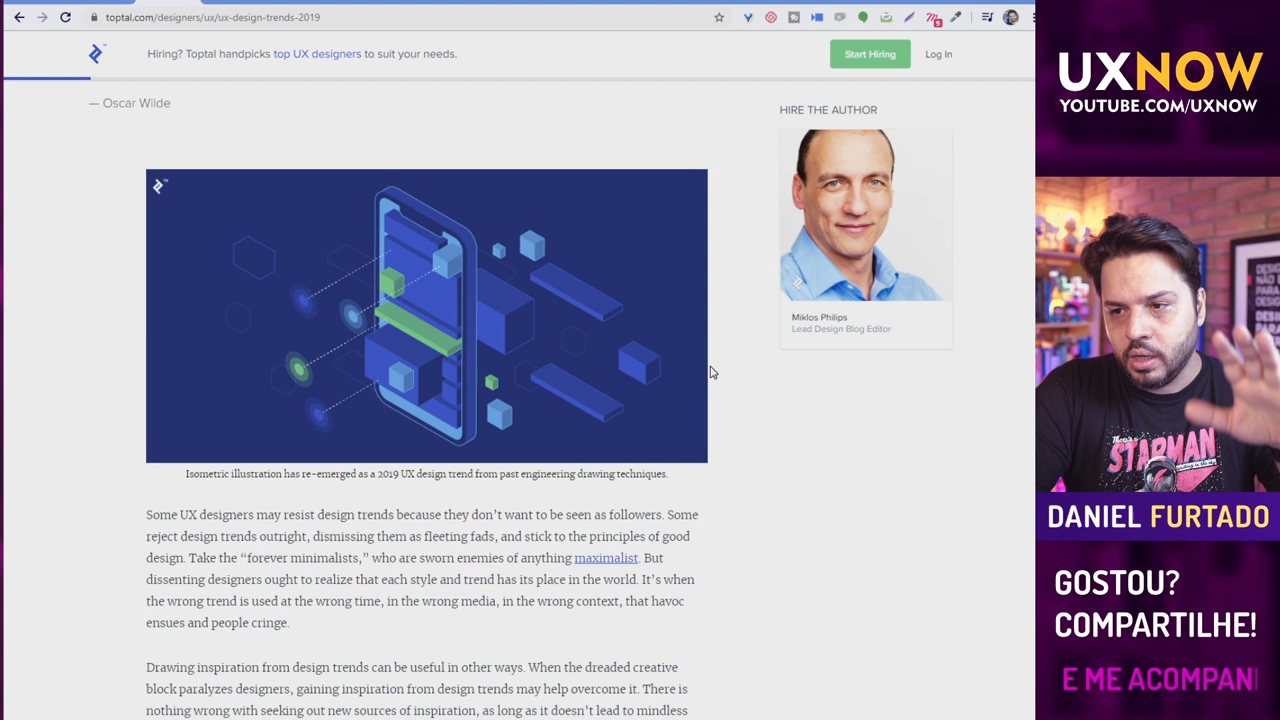 toptal.com/designers/ux/ux-design-trends-2019
Hiring? Toptal handpicks top UX designers to suit your needs.
Start Hiring
Log In
— Oscar Wilde
HIRE THE AUTHOR
Miklos Philips
Lead Design Blog Editor
Isometric illustration has re-emerged as a 2019 UX design trend from past engineering drawing techniques.
Some UX designers may resist design trends because they don’t want to be seen as followers. Some
reject design trends outright, dismissing them as fleeting fads, and stick to the principles of good
design. Take the “forever minimalists,” who are sworn enemies of anything maximalist. But
dissenting designers ought to realize that each style and trend has its place in the world. It’s when
the wrong trend is used at the wrong time, in the wrong media, in the wrong context, that havoc
ensues and people cringe.
Drawing inspiration from design trends can be useful in other ways. When the dreaded creative
block paralyzes designers, gaining inspiration from design trends may help overcome it. There is
nothing wrong with seeking out new sources of inspiration, as long as it doesn’t lead to mindless
UXNOW
YOUTUBE.COM/UXNOW
There's a
STARMAN
DANIEL FURTADO
GOSTOU?
COMPARTILHE!
E ME ACOMPAN